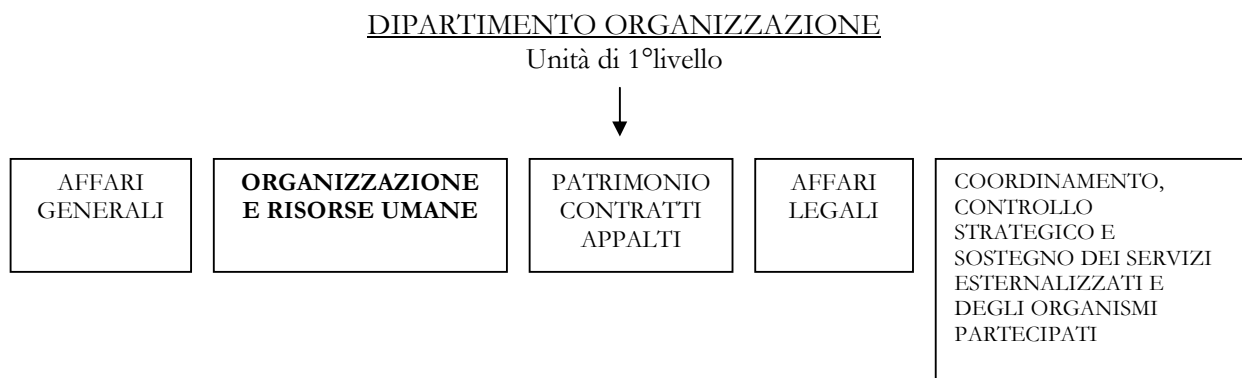 DIPARTIMENTO ORGANIZZAZIONE
Unità di 1°livello
AFFARI
GENERALI
ORGANIZZAZIONE
E RISORSE UMANE
PATRIMONIO
CONTRATTI
APPALTI
AFFARI
LEGALI
COORDINAMENTO,
CONTROLLO
STRATEGICO E
SOSTEGNO DEI SERVIZI
ESTERNALIZZATI E
DEGLI ORGANISMI
PARTECIPATI